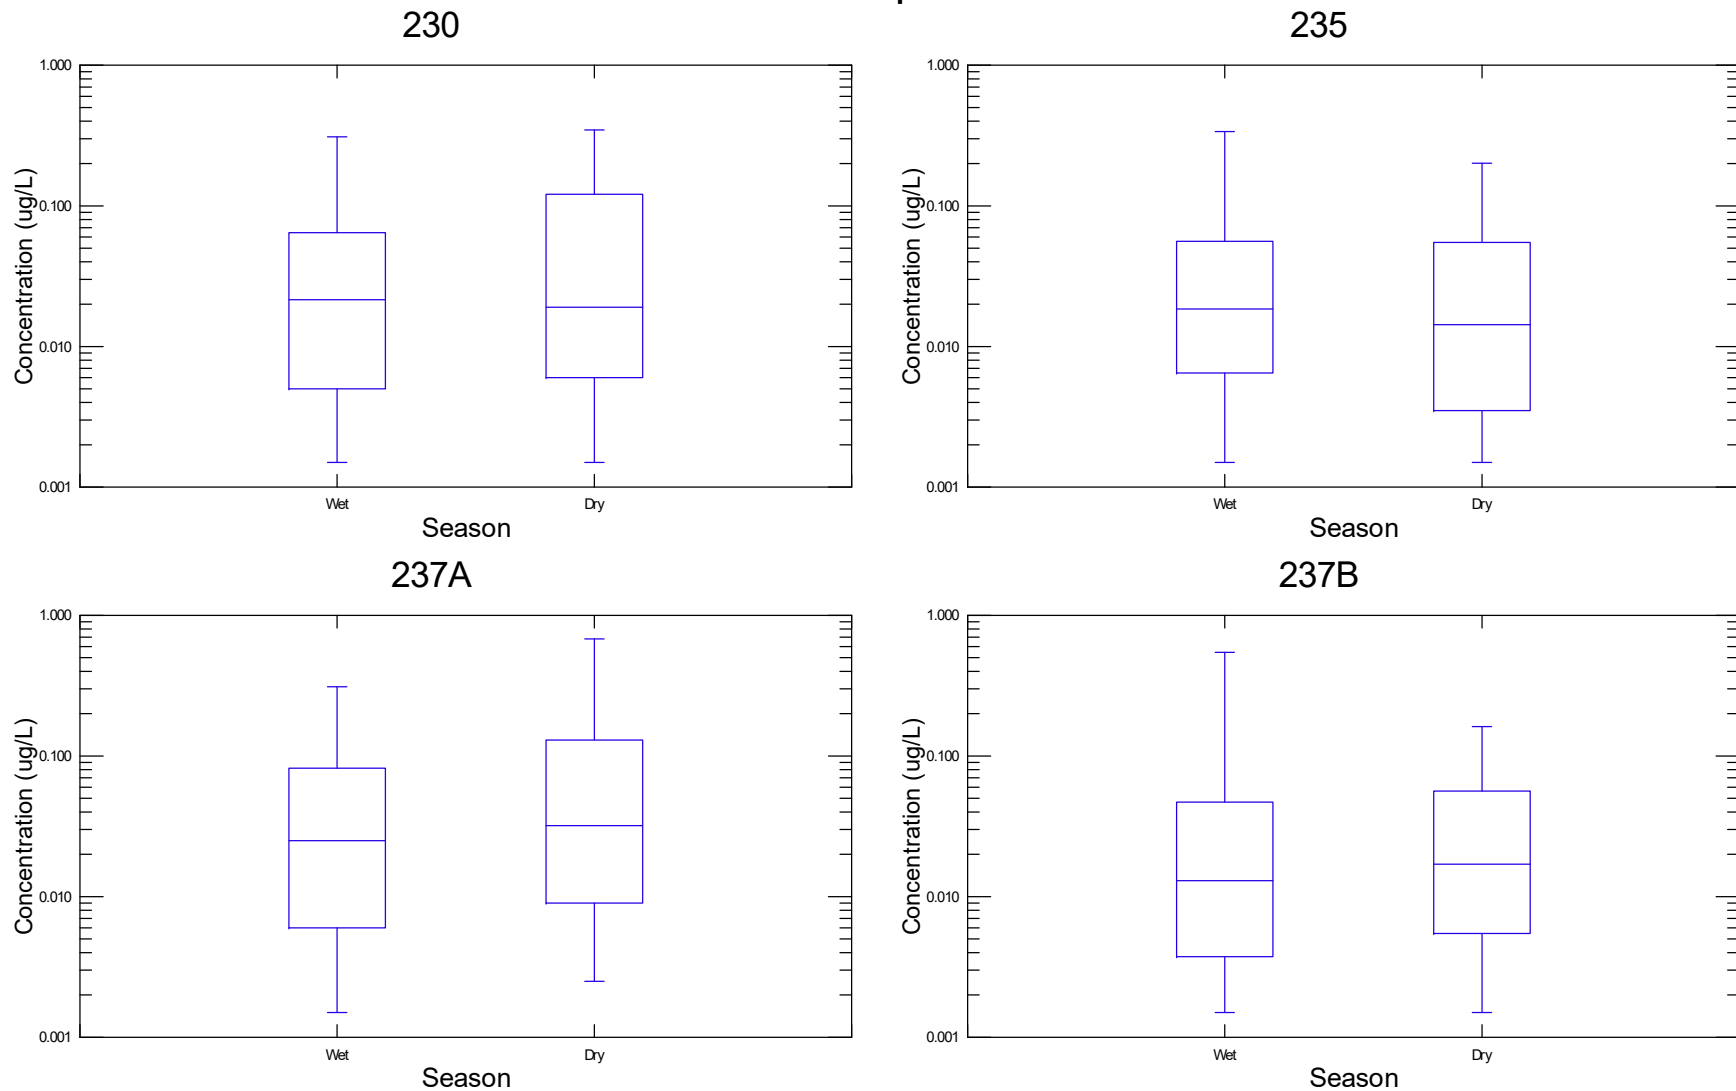 230
1.000
0.100
0.010
0.001
Concentration (ug/L)
Wet
Dry
Season
235
1.000
0.100
0.010
0.001
Concentration (ug/L)
Wet
Dry
Season
237A
1.000
0.100
0.010
0.001
Concentration (ug/L)
Wet
Dry
Season
237B
1.000
0.100
0.010
0.001
Concentration (ug/L)
Wet
Dry
Season